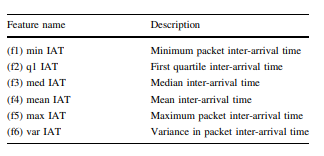 Feature name Description
(f1) min IAT Minimum packet inter-arrival time
(f2) q1 IAT First quartile inter-arrival time
(f3) med IAT Median inter-arrival time
(f4) mean IAT Mean inter-arrival time
(f5) max IAT Maximum packet inter-arrival time
(f6) var IAT Variance in packet inter-arrival time